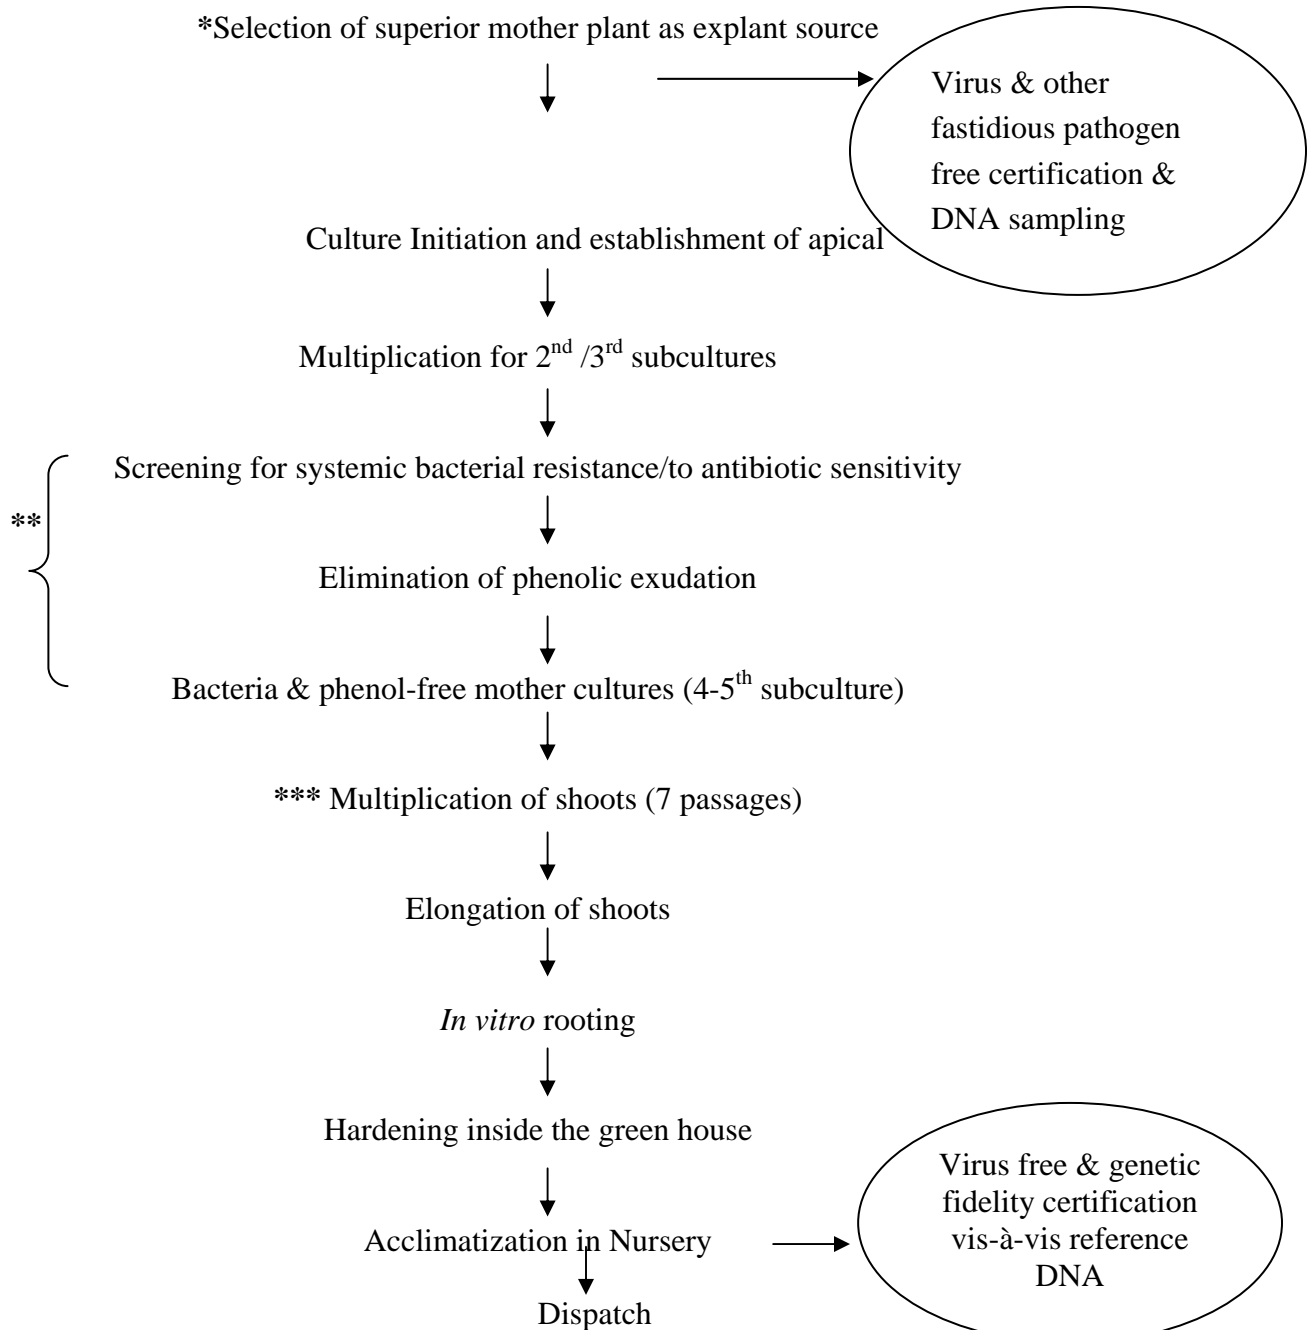 *Selection of superior mother plant as explant source
Virus & other
fastidious pathogen
free certification &
DNA sampling
Culture Initiation and establishment of apical
Multiplication for 2nd /3rd subcultures
Screening for systemic bacterial resistance/to antibiotic sensitivity
**
Elimination of phenolic exudation
Bacteria & phenol-free mother cultures (4-5th subculture)
*** Multiplication of shoots (7 passages)
Elongation of shoots
In vitro rooting
Hardening inside the green house
Virus free & genetic
fidelity certification
vis-à-vis reference
DNA
Acclimatization in Nursery
Dispatch